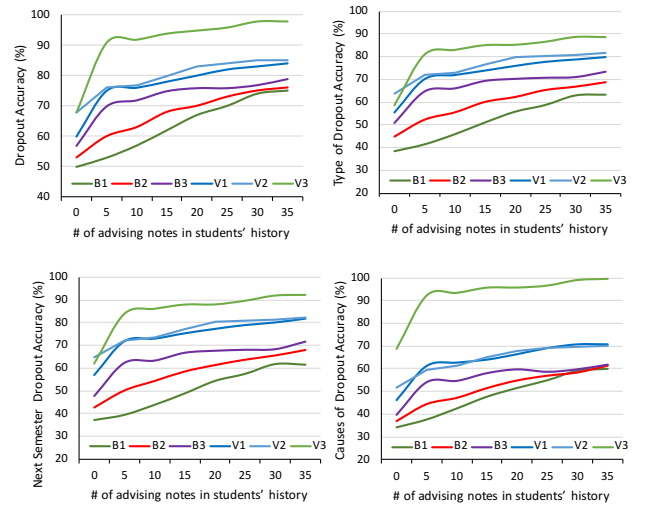 Dropout Accuracy (%)
100
90
80
70
60
50
40
B1 B2 B3 V1 V2 V3
0 5 10 15 20 25 30 35
# of advising notes in students' history
Type of Dropout Accuracy (%)
100
90
80
70
60
50
40
30
20
B1 B2 B3 V1 V2 V3
0 5 10 15 20 25 30 35
# of advising notes in students' history
Next Semester Dropout Accuracy (%)
100
90
80
70
60
50
40
30
20
B1 B2 B3 V1 V2 V3
0 5 10 15 20 25 30 35
# of advising notes in students' history
Causes of Dropout Accuracy (%)
100
90
80
70
60
50
40
30
20
B1 B2 B3 V1 V2 V3
0 5 10 15 20 25 30 35
# of advising notes in students' history